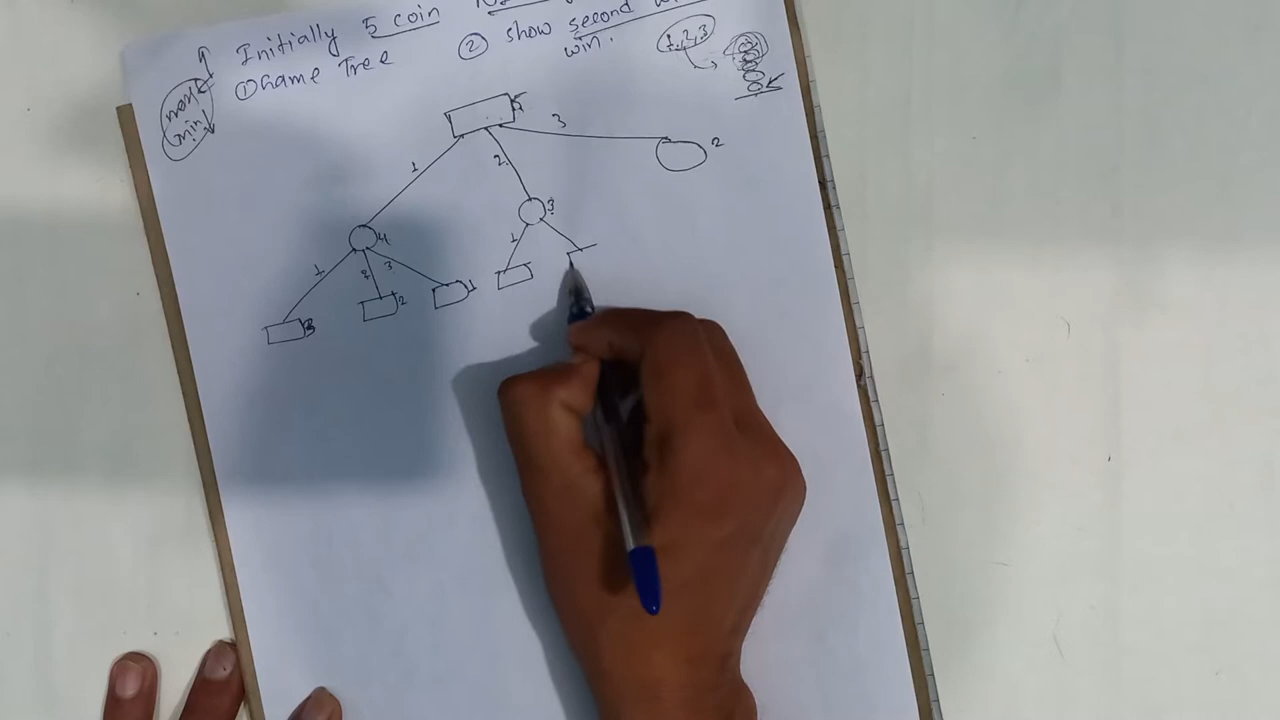 Initially 5 coin
① Game Tree
② show second
win.
1,2,3
max
min
5
1 2 3
2
3
4
1
1 2 3
3 2 1